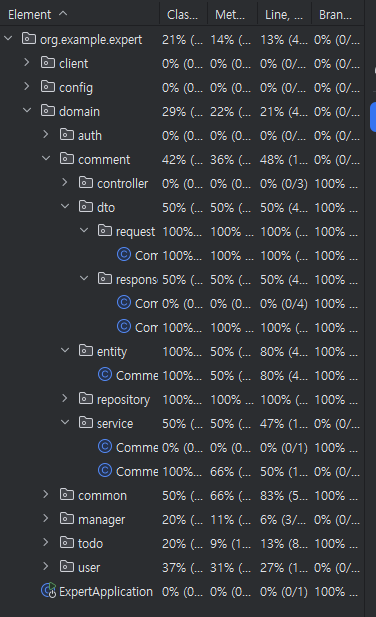 Element Clas... Met... Line, ... Bran...
org.example.expert 21% (... 14% (... 13% (4... 0% (0/...
client 0% (0/... 0% (0... 0% (0/... 0% (0/...
config 0% (0/... 0% (0... 0% (0/... 0% (0/...
domain 29% (... 22% (... 21% (4... 0% (0/...
auth 0% (0/... 0% (0... 0% (0/... 0% (0/...
comment 42% (... 36% (... 48% (1... 0% (0/...
controller 0% (0/... 0% (0... 0% (0/3) 100% ...
dto 50% (... 50% (... 50% (4... 100% ...
request 100%... 100% ... 100% (... 100% ...
Com 100%... 100% ... 100% (... 100% ...
respons 50% (... 50% (... 50% (4... 100% ...
Com 0% (0/... 0% (0... 0% (0/4) 100% ...
Com 100%... 100% ... 100% (... 100% ...
entity 100%... 50% (... 80% (4... 100% ...
Comme 100%... 50% (... 80% (4... 100% ...
repository 100%... 100% ... 100% (... 100% ...
service 50% (... 50% (... 47% (1... 0% (0/...
Comme 0% (0/... 0% (0... 0% (0/1) 100% ...
Comme 100%... 66% (... 50% (1... 0% (0/...
common 50% (... 66% (... 83% (5... 100% ...
manager 20% (... 11% (... 6% (3/... 0% (0/...
todo 20% (... 9% (1... 13% (8... 100% ...
user 37% (... 31% (... 27% (1... 0% (0/...
ExpertApplication 0% (0/... 0% (0... 0% (0/1) 100% ...